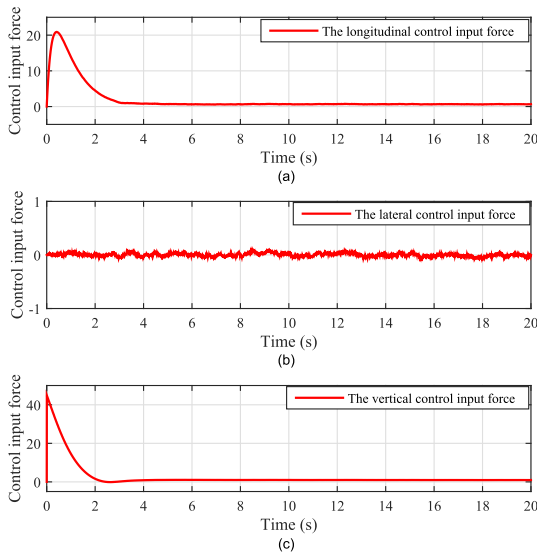 The longitudinal control input force
Control input force
20
10
0
0 2 4 6 8 10 12 14 16 18 20
Time (s)
(a)
The lateral control input force
Control input force
1
0
-1
0 2 4 6 8 10 12 14 16 18 20
Time (s)
(b)
The vertical control input force
Control input force
40
20
0
0 2 4 6 8 10 12 14 16 18 20
Time (s)
(c)